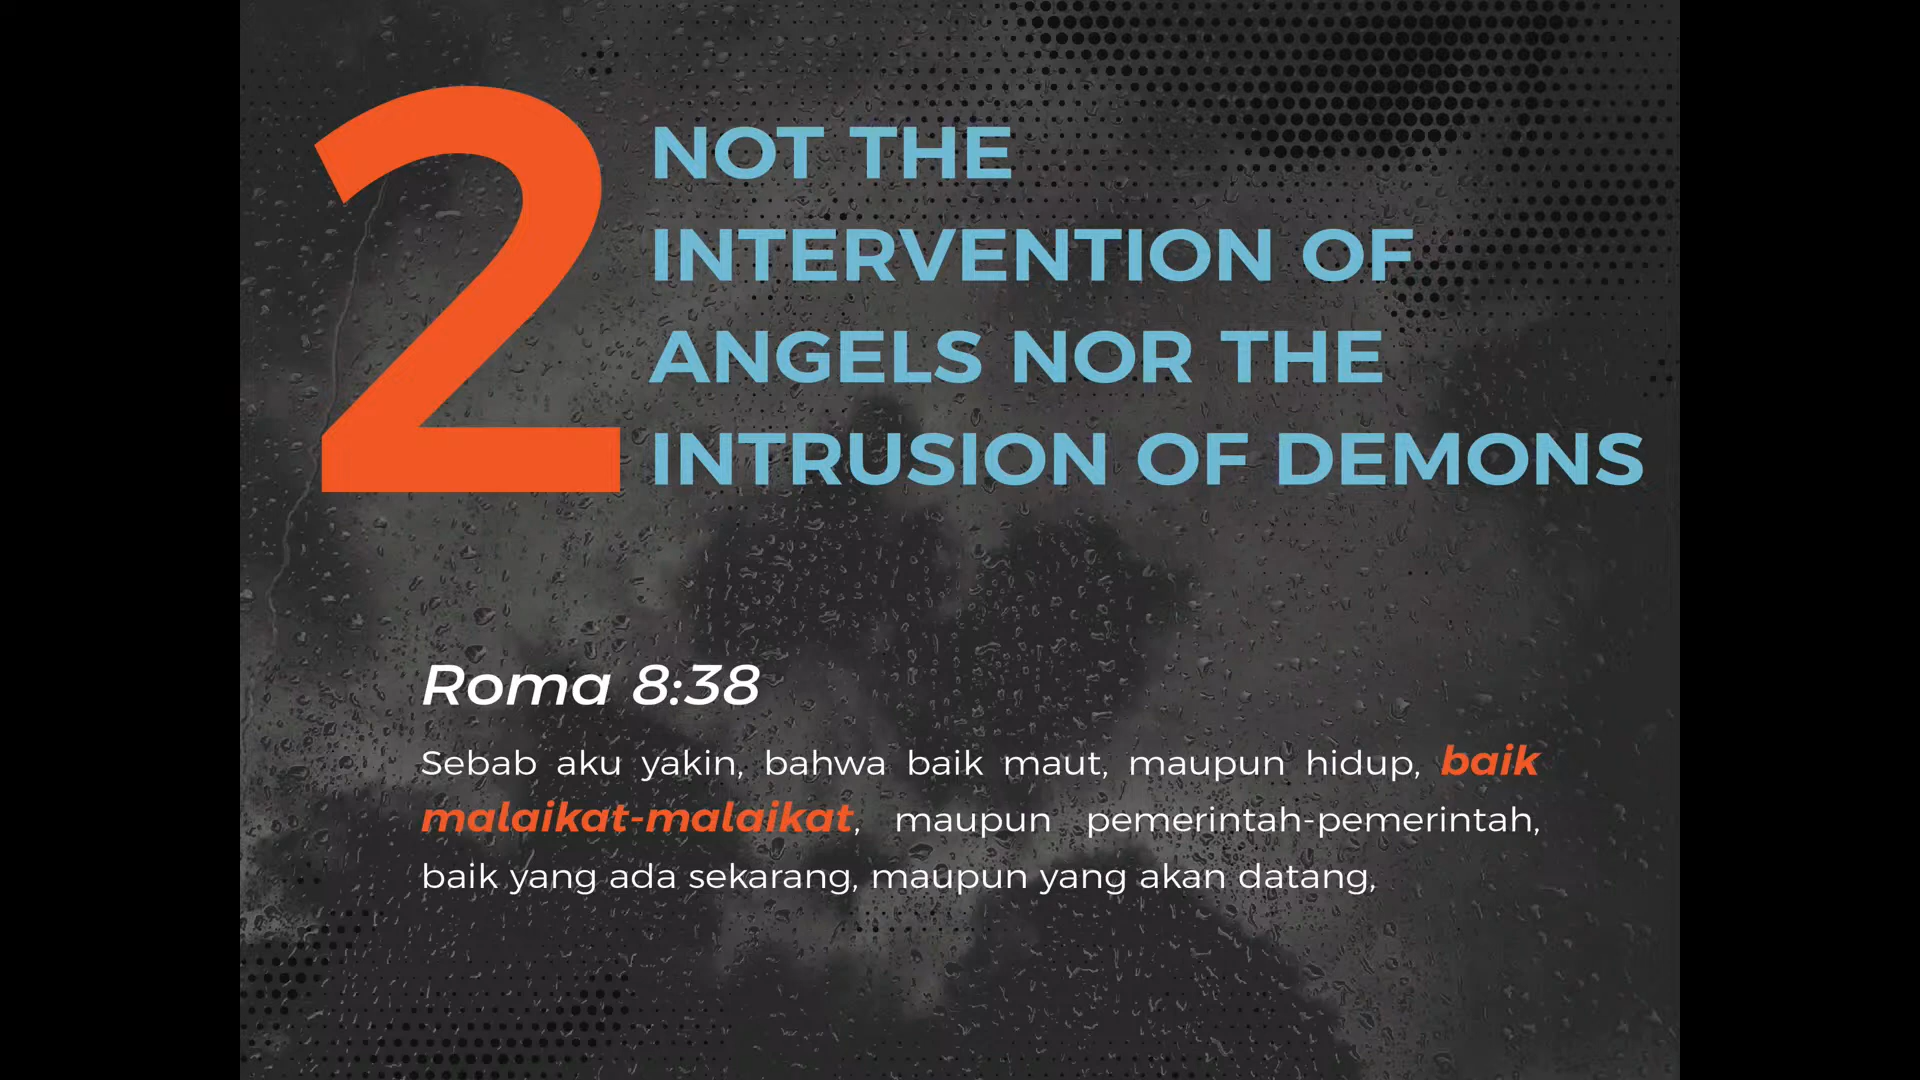 2
NOT THE
INTERVENTION OF
ANGELS NOR THE
INTRUSION OF DEMONS
Roma 8:38
Sebab aku yakin, bahwa baik maut, maupun hidup, baik
malaikat-malaikat, maupun pemerintah-pemerintah,
baik yang ada sekarang, maupun yang akan datang,